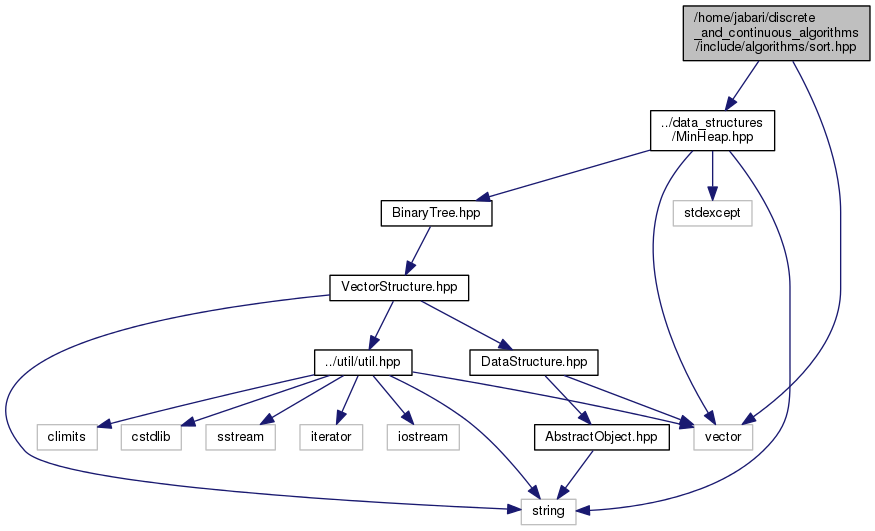 /home/jabari/discrete
_and_continuous_algorithms
/include/algorithms/sort.hpp
../data_structures
/MinHeap.hpp
BinaryTree.hpp
stdexcept
VectorStructure.hpp
../util/util.hpp
DataStructure.hpp
climits
cstdlib
sstream
iterator
iostream
AbstractObject.hpp
vector
string